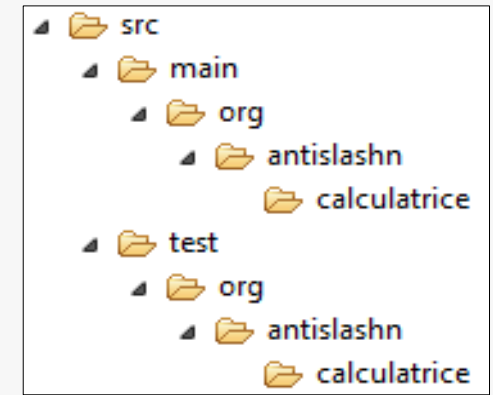 src
main
org
antislashn
calculatrice
test
org
antislashn
calculatrice